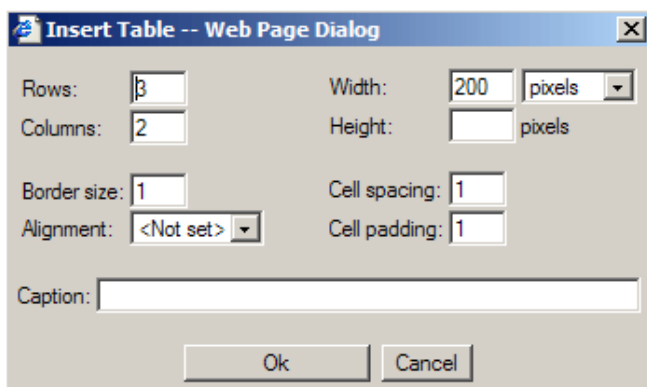 Insert Table -- Web Page Dialog
Rows: 3 Width: 200 pixels
Columns: 2 Height: pixels
Border size: 1 Cell spacing: 1
Alignment: <Not set> Cell padding: 1
Caption:
Ok Cancel